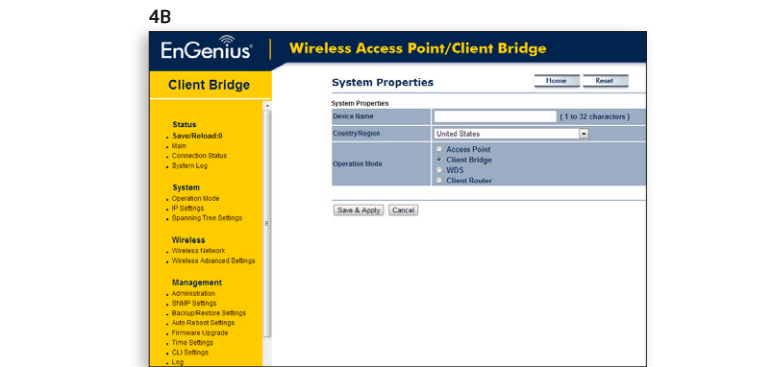 4B
EnGenius®
Wireless Access Point/Client Bridge
Client Bridge
Status
Save/Reload:0
Main
Connection Status
System Log
System
Operation Mode
IP Settings
Spanning Tree Settings
Wireless
Wireless Network
Wireless Advanced Settings
Management
Administration
SNMP Settings
Backup/Restore Settings
Auto Reboot Settings
Firmware Upgrade
Time Settings
CLI Settings
Log
System Properties
Home
Reset
System Properties
Device Name
( 1 to 32 characters )
Country/Region
United States
Operation Mode
Access Point
Client Bridge
WDS
Client Router
Save & Apply
Cancel